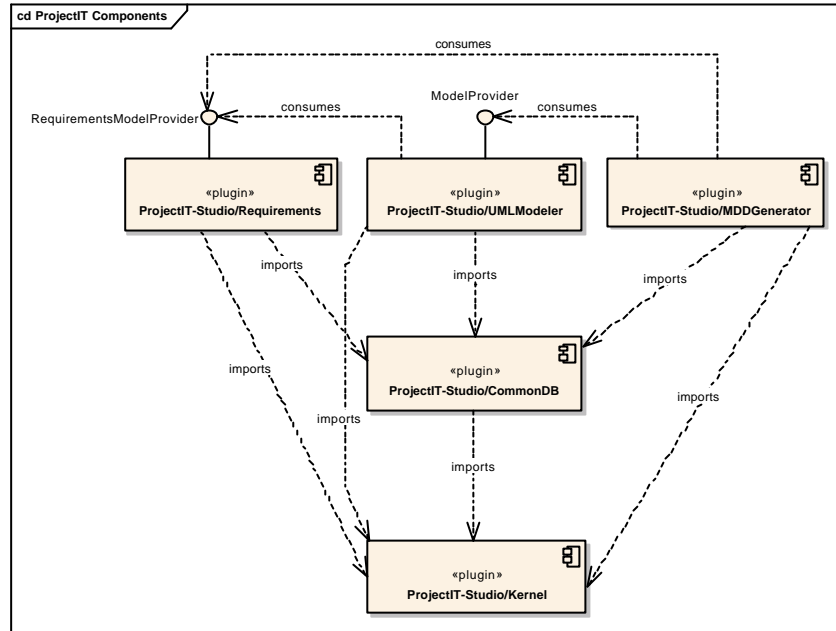 cd ProjectIT Components
consumes
RequirementsModelProvider
consumes
ModelProvider
consumes
«plugin»
ProjectIT-Studio/Requirements
«plugin»
ProjectIT-Studio/UMLModeler
«plugin»
ProjectIT-Studio/MDDGenerator
imports
imports
imports
«plugin»
ProjectIT-Studio/CommonDB
imports
imports
imports
imports
«plugin»
ProjectIT-Studio/Kernel